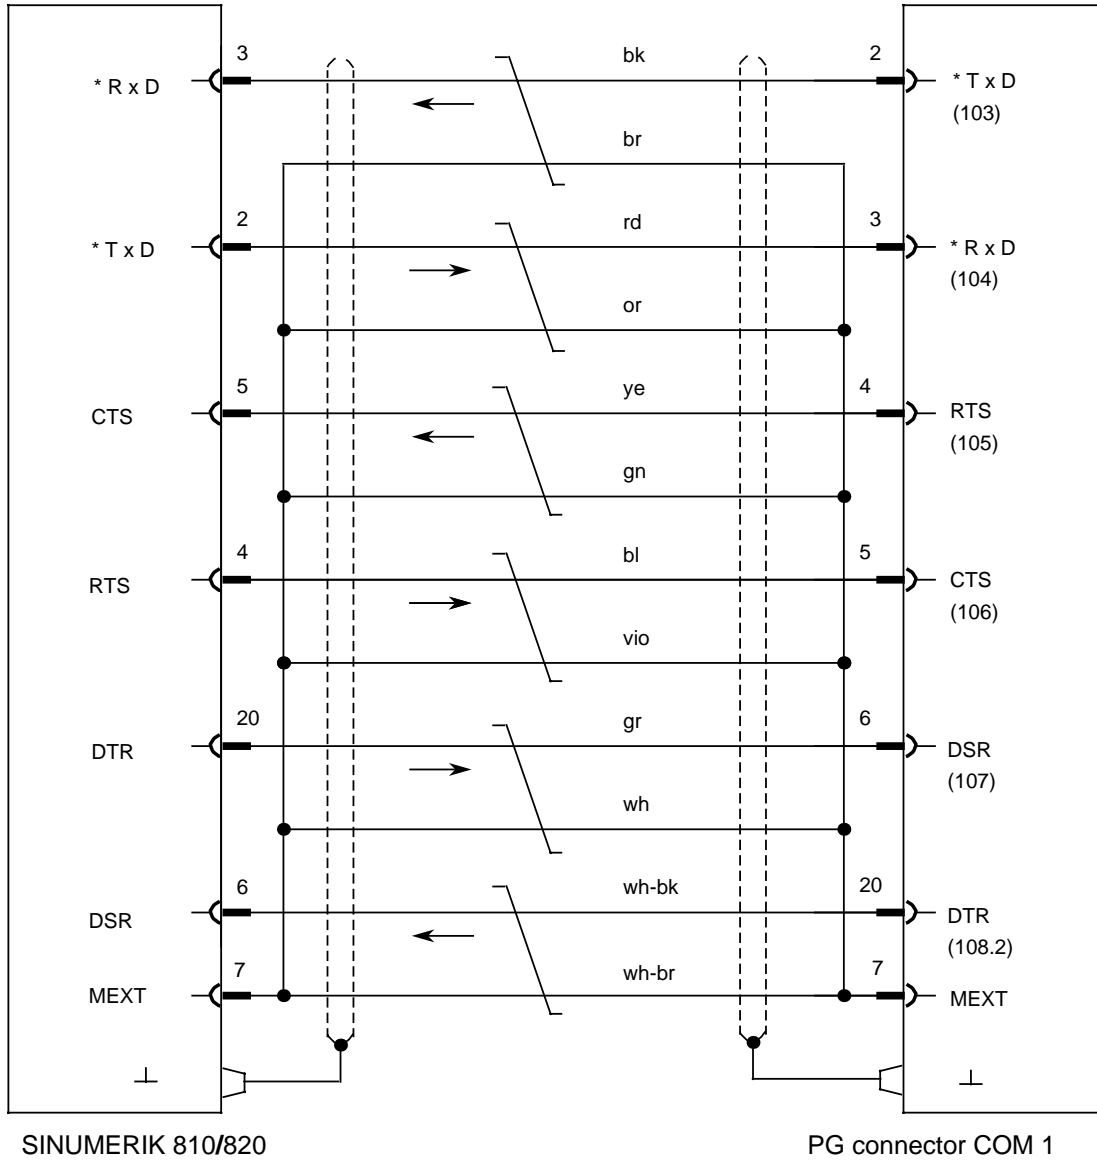 3 bk 2
* R x D * T x D
(103)
br
2 rd 3
* T x D * R x D
(104)
or
5 ye 4
CTS RTS
(105)
gn
4 bl 5
RTS CTS
(106)
vio
20 gr 6
DTR DSR
(107)
wh
6 wh-bk 20
DSR DTR
(108.2)
7 wh-br 7
MEXT MEXT
SINUMERIK 810/820 PG connector COM 1